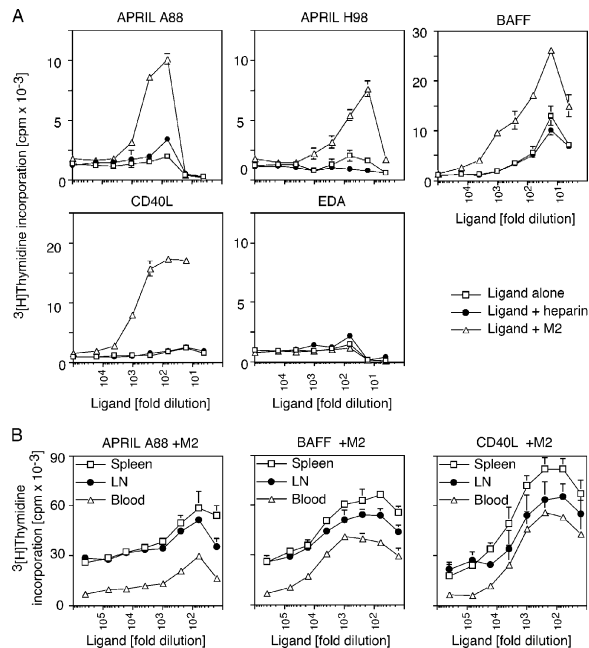 A
APRIL A88
APRIL H98
BAFF
3[H]Thymidine incorporation [cpm x 10-3]
10
5
0
10
5
0
30
20
10
5
0
10⁴
10³
10²
10¹
Ligand [fold dilution]
CD40L
EDA
20
10
0
10
5
0
10⁴
10³
10²
10¹
10⁴
10³
10²
10¹
Ligand [fold dilution]
Ligand [fold dilution]
Ligand alone
Ligand + heparin
Ligand + M2
B
APRIL A88 +M2
BAFF +M2
CD40L +M2
3[H]Thymidine
incorporation [cpm x 10-3]
90
60
30
0
Spleen
LN
Blood
Spleen
LN
Blood
Spleen
LN
Blood
10⁵
10⁴
10³
10²
10⁵
10⁴
10³
10²
10⁵
10⁴
10³
10²
Ligand [fold dilution]
Ligand [fold dilution]
Ligand [fold dilution]